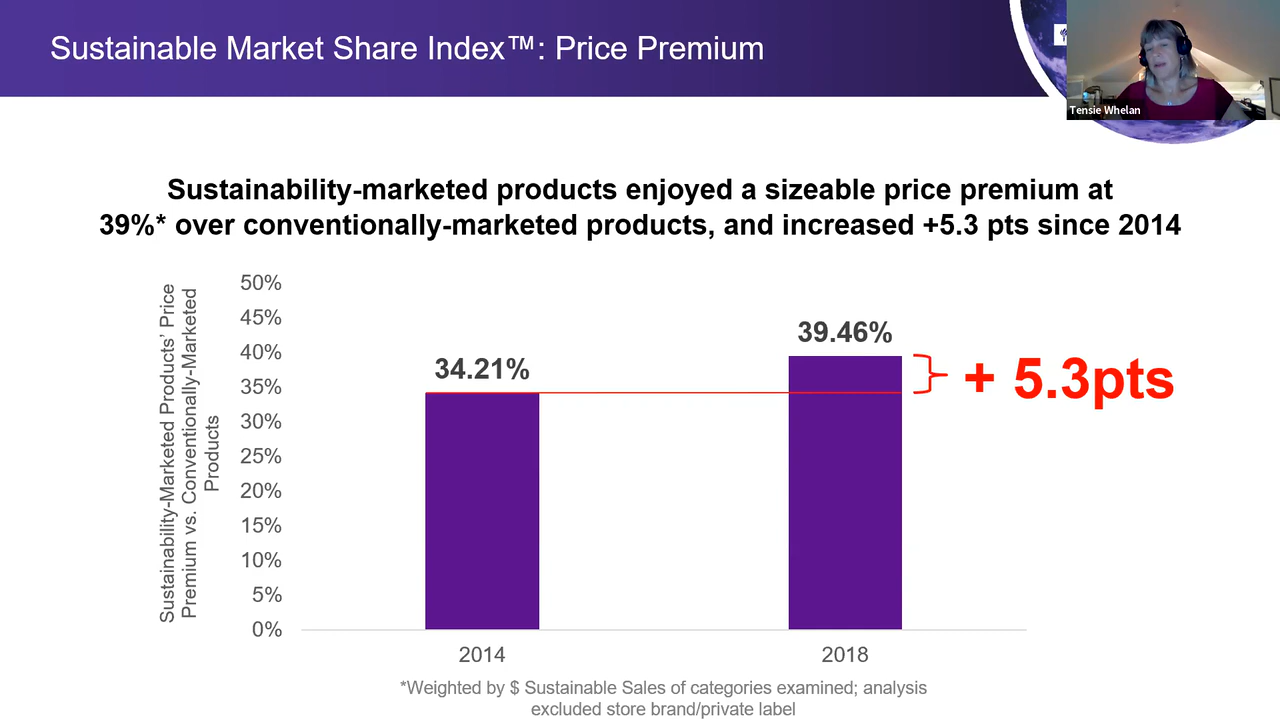 Sustainable Market Share Index™: Price Premium
Tensie Whelan
Sustainability-marketed products enjoyed a sizeable price premium at
39%* over conventionally-marketed products, and increased +5.3 pts since 2014
Sustainability-Marketed Products' Price
Premium vs. Conventionally-Marketed
Products
50%
45%
40%
35%
30%
25%
20%
15%
10%
5%
0%
34.21%
39.46%
+ 5.3pts
2014
2018
*Weighted by $ Sustainable Sales of categories examined; analysis
excluded store brand/private label